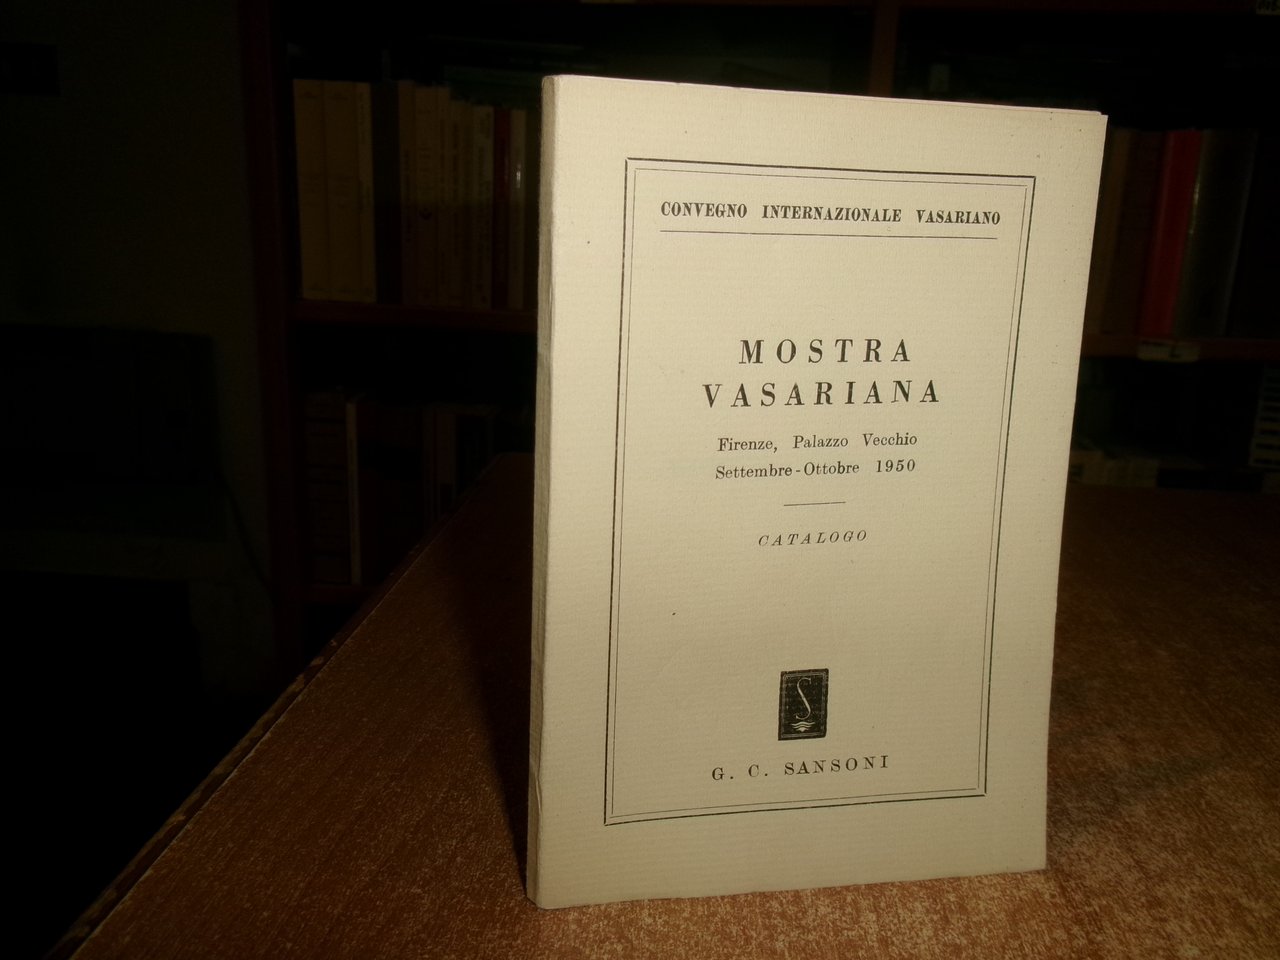 CONVEGNO INTERNAZIONALE VASARIANO
MOSTRA
VASARIANA
Firenze, Palazzo Vecchio
Settembre - Ottobre 1950
CATALOGO
S
G. C. SANSONI